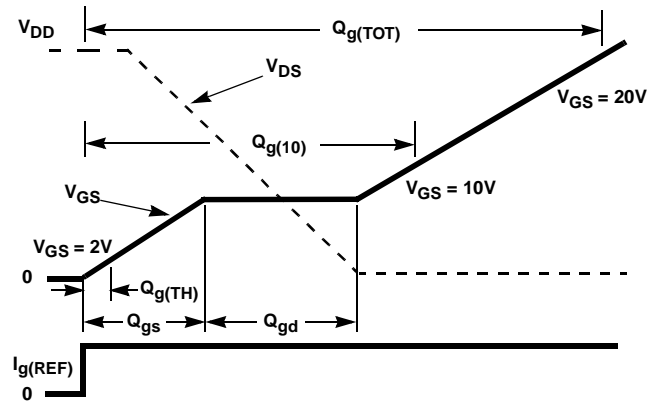 V_DD
Q_g(TOT)
V_DS
V_GS = 20V
Q_g(10)
V_GS
V_GS = 10V
V_GS = 2V
0
Q_g(TH)
Q_gs
Q_gd
I_g(REF)
0